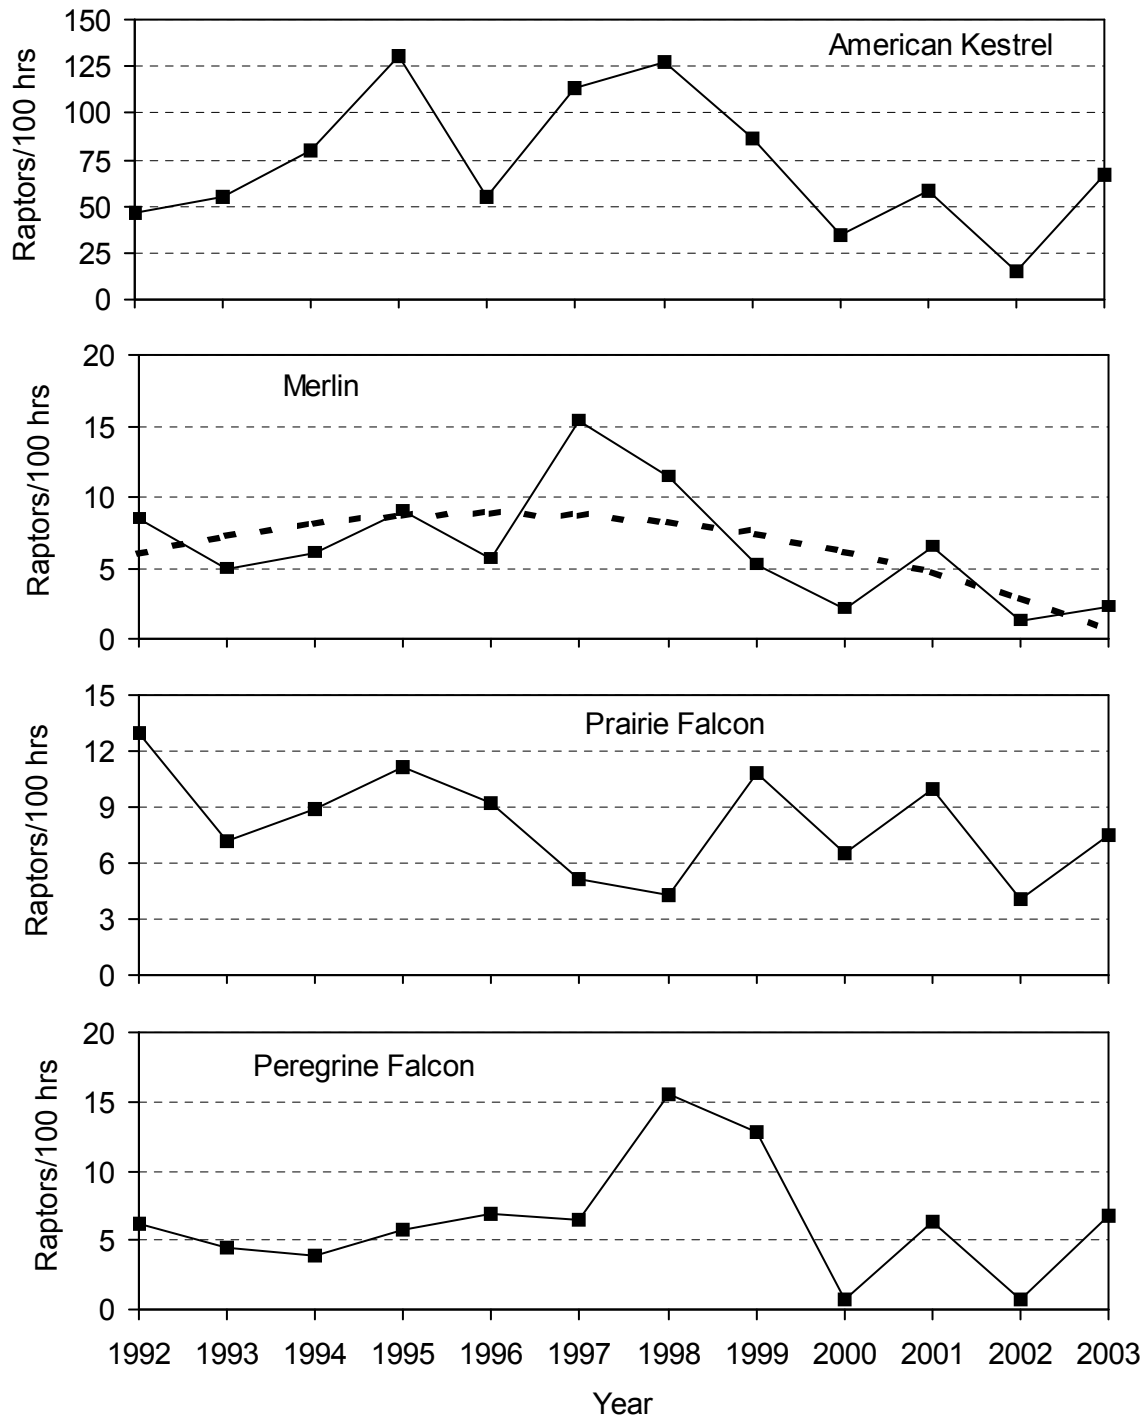 American Kestrel
Raptors/100 hrs
150
125
100
75
50
25
0
Merlin
Raptors/100 hrs
20
15
10
5
0
Prairie Falcon
Raptors/100 hrs
15
12
9
6
3
0
Peregrine Falcon
Raptors/100 hrs
20
15
10
5
0
1992 1993 1994 1995 1996 1997 1998 1999 2000 2001 2002 2003
Year